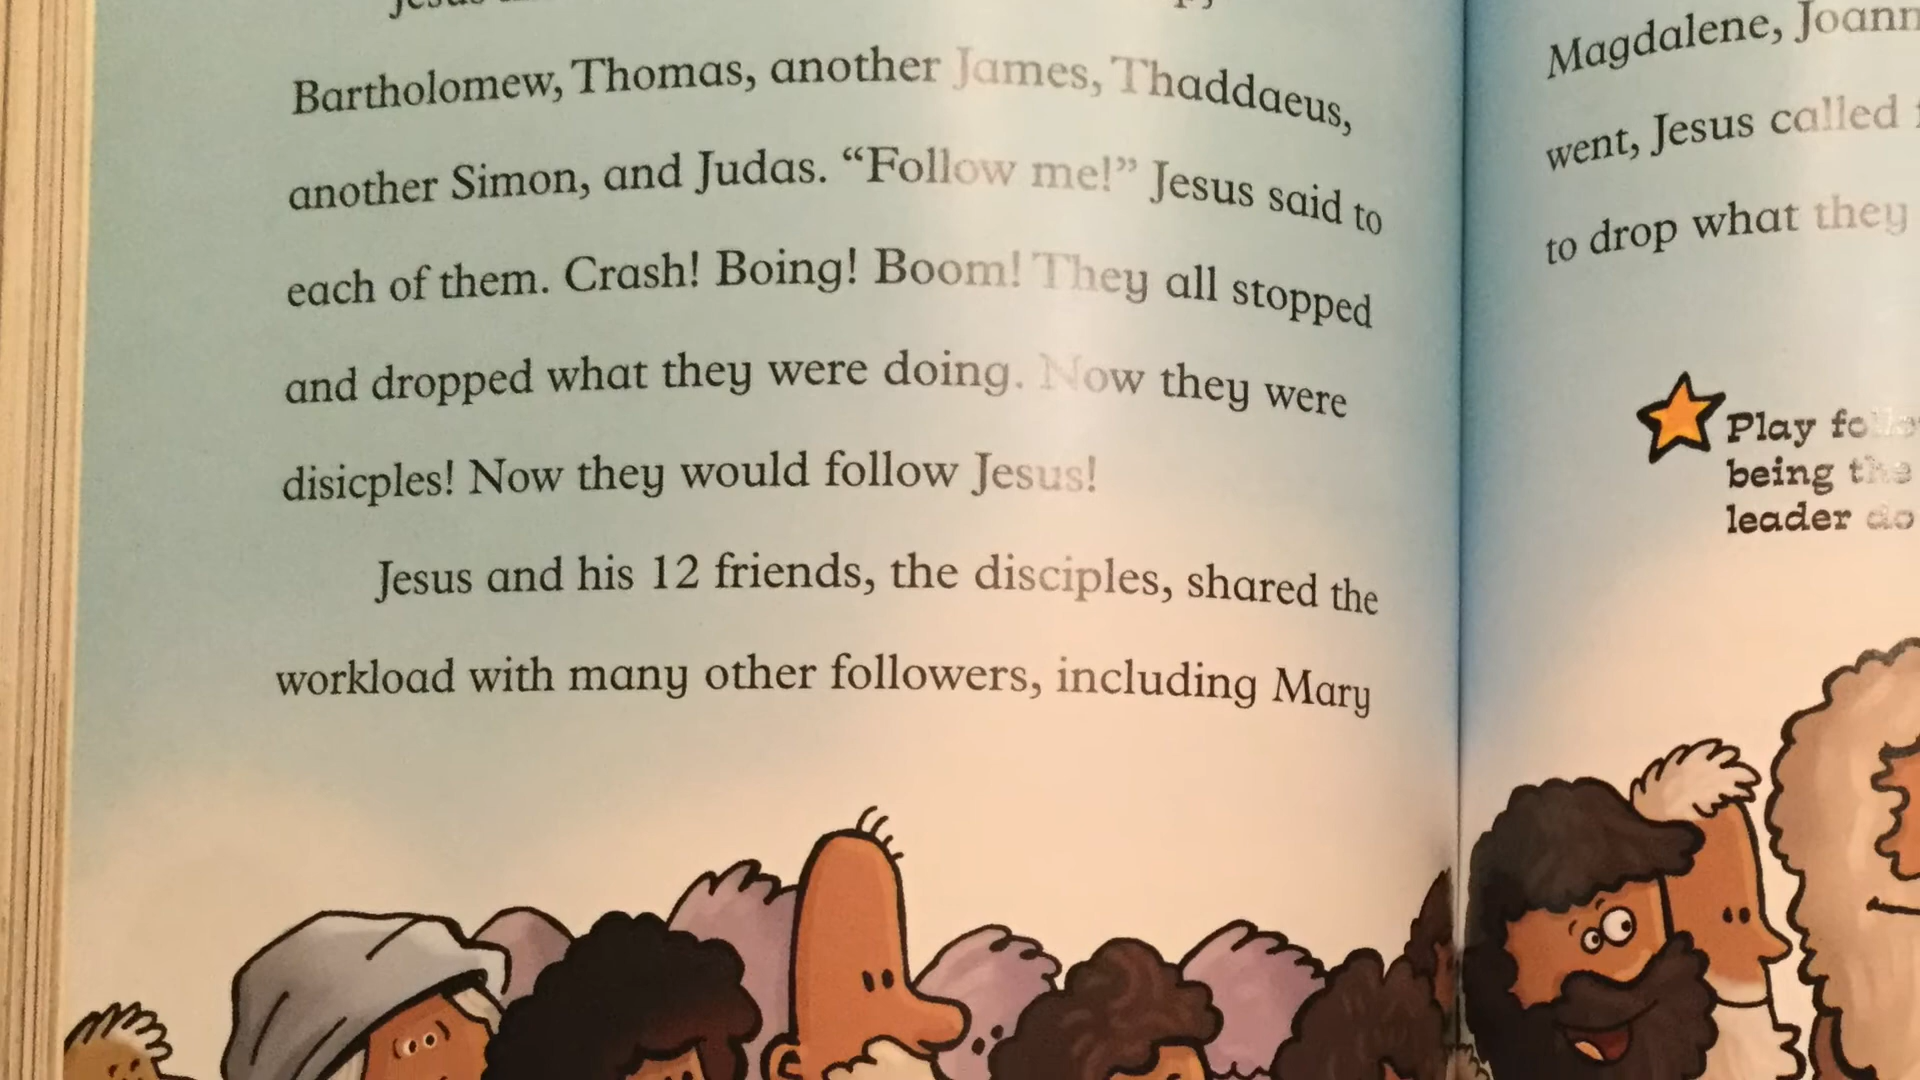 Bartholomew, Thomas, another James, Thaddaeus,
another Simon, and Judas. “Follow me!” Jesus said to
each of them. Crash! Boing! Boom! They all stopped
and dropped what they were doing. Now they were
disicples! Now they would follow Jesus!
Jesus and his 12 friends, the disciples, shared the
workload with many other followers, including Mary
Magdalene, Joann
went, Jesus called
to drop what they
Play
being the
leader do